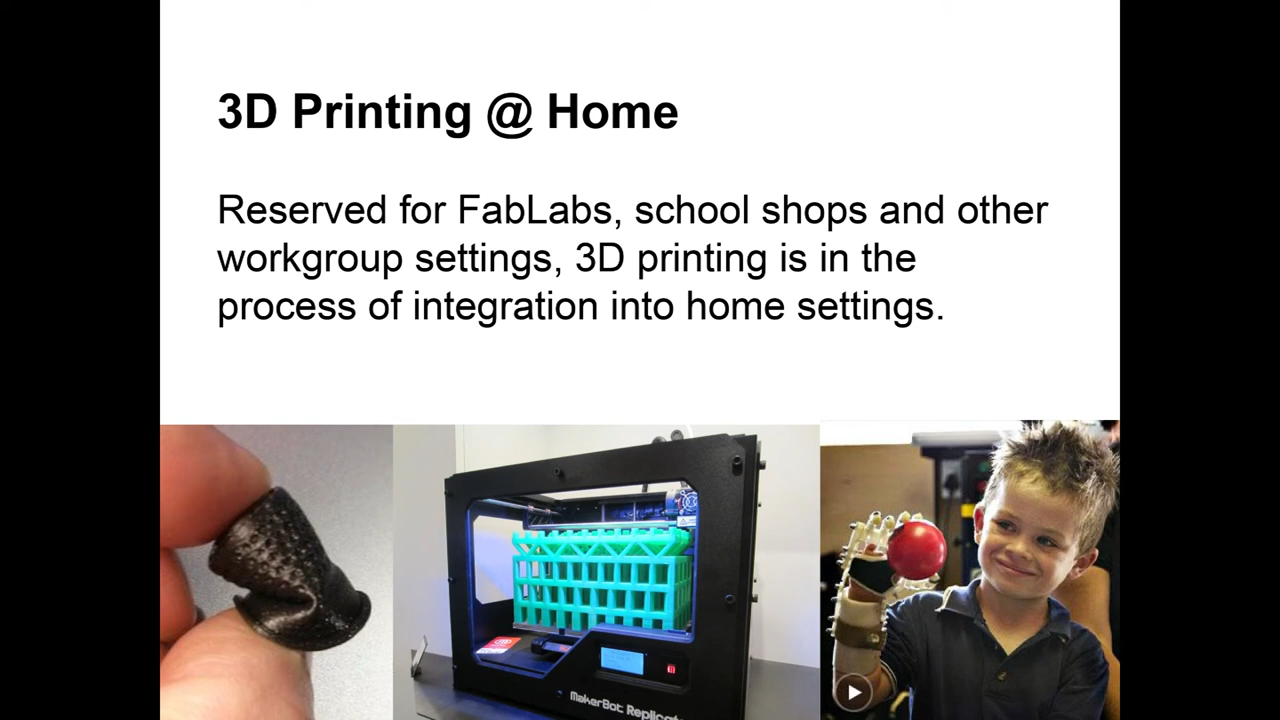 3D Printing @ Home
Reserved for FabLabs, school shops and other
workgroup settings, 3D printing is in the
process of integration into home settings.
MakerBot